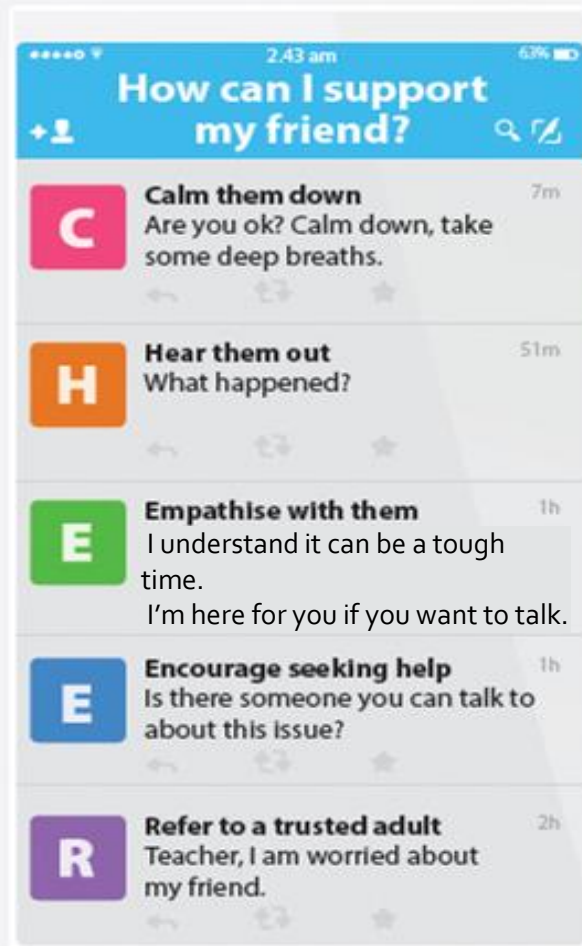 2.43 am
63%
How can I support
my friend?
C
Calm them down
7m
Are you ok? Calm down, take
some deep breaths.
H
Hear them out
51m
What happened?
E
Empathise with them
1h
I understand it can be a tough
time.
I'm here for you if you want to talk.
E
Encourage seeking help
1h
Is there someone you can talk to
about this issue?
R
Refer to a trusted adult
2h
Teacher, I am worried about
my friend.